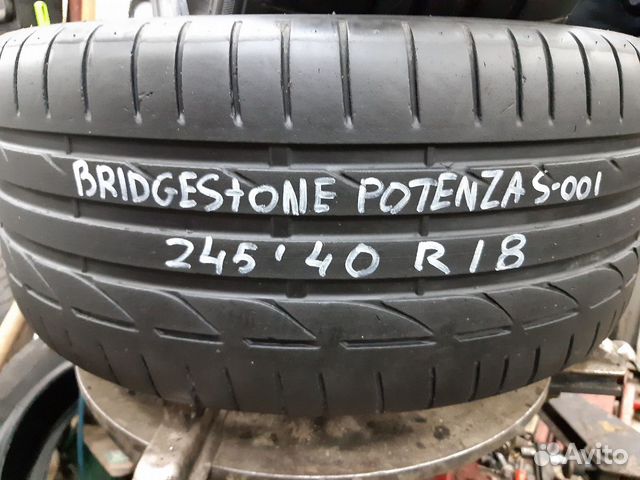 BRIDGEStONE POTENZA S-001
245'40 R18
Avito